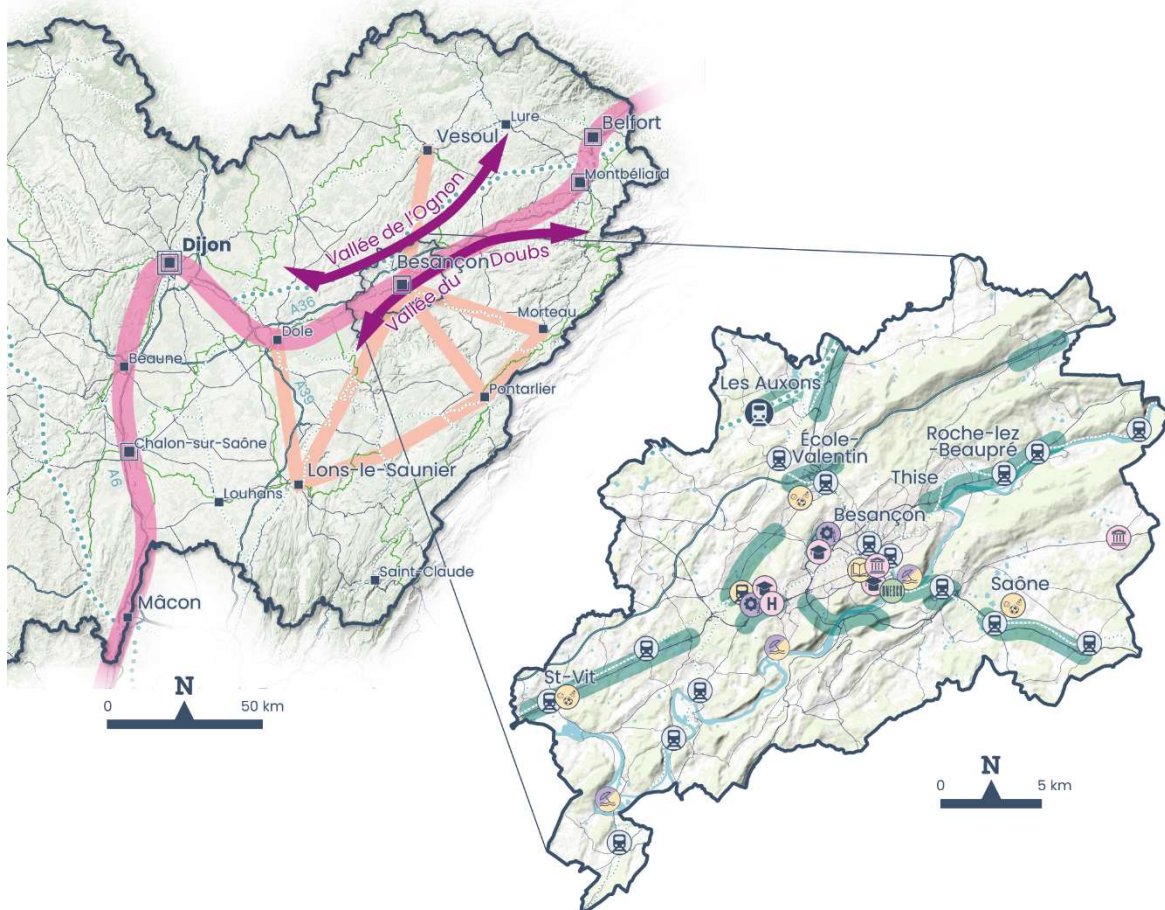 Lure
Vesoul
Belfort
Montbéliard
Vallée de l'Ognon
Dijon
Besançon
Doubs
Vallée du
A36
Morteau
Dole
Beaune
A39
Pontarlier
Chalon-sur-Saône
Lons-le-Saunier
A6
Louhans
Saint-Claude
Mâcon
N
0 50 km
Les Auxons
École-
Valentin
Roche-lez
-Beaupré
Thise
Besançon
H
UNESCO
Saône
St-Vit
N
0 5 km